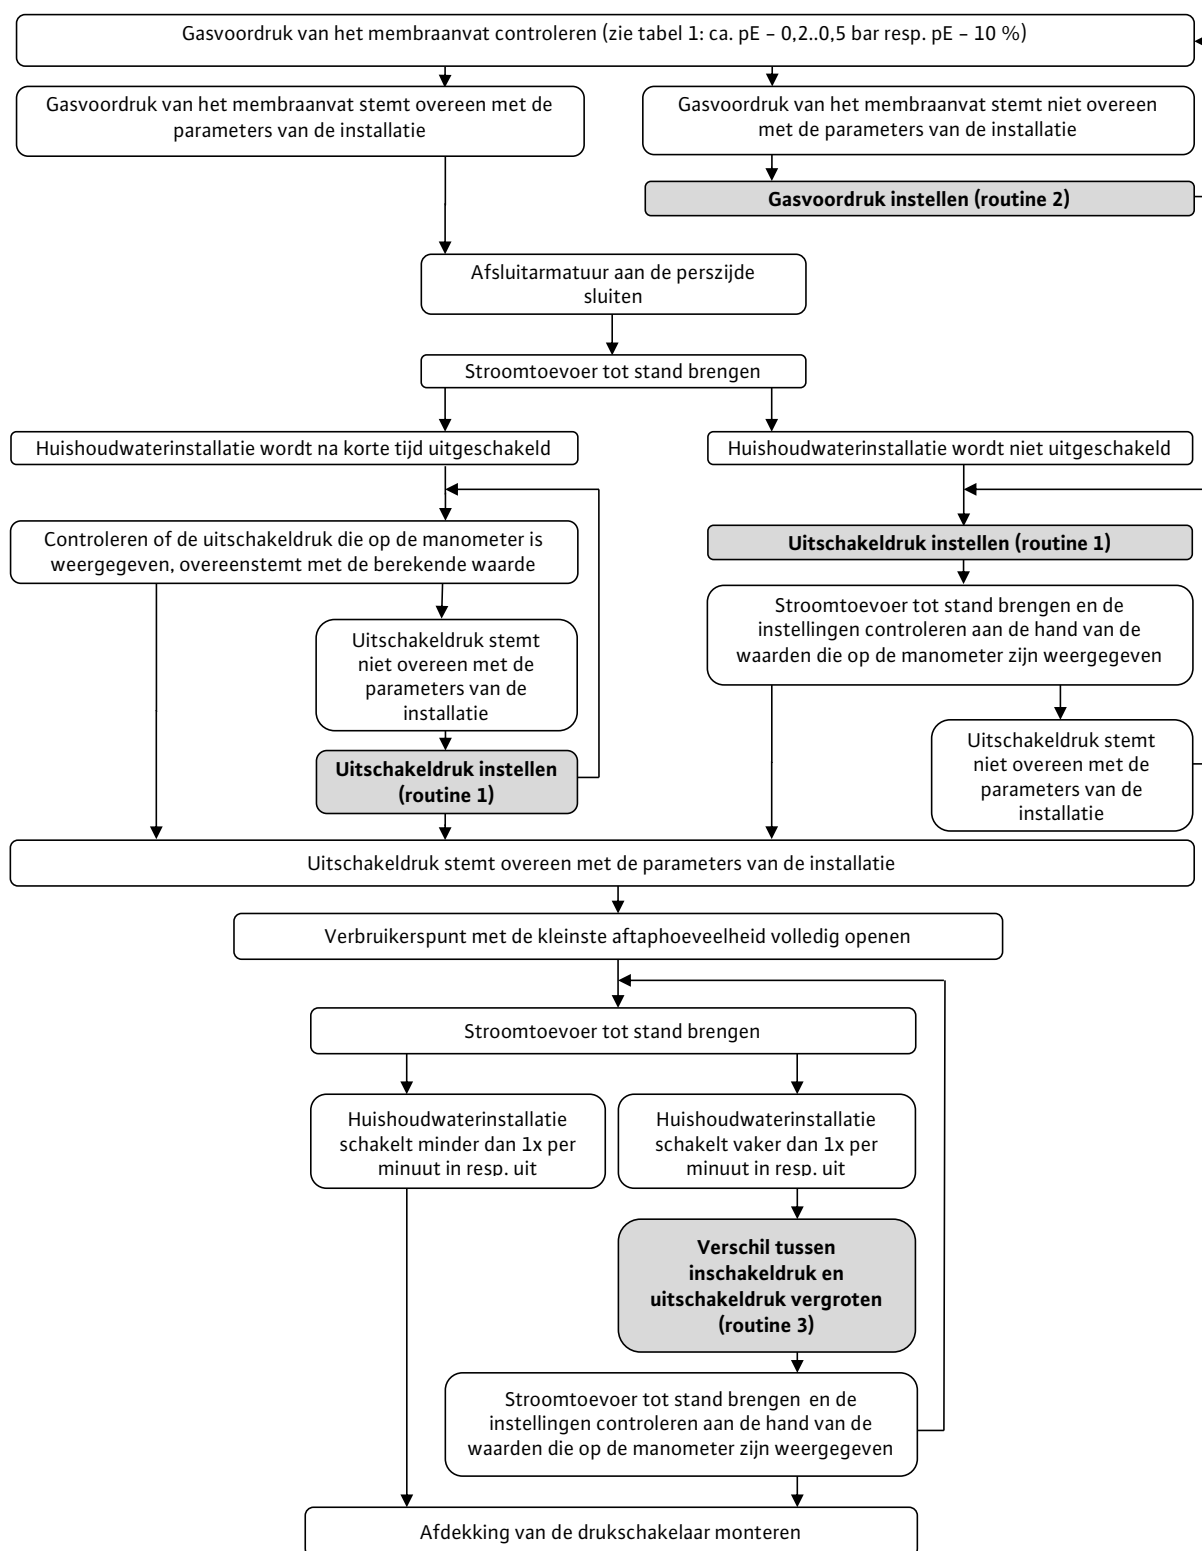 Gasvoordruk van het membraanvat controleren (zie tabel 1: ca. pE – 0,2..0,5 bar resp. pE – 10 %)
Gasvoordruk van het membraanvat stemt overeen met de
parameters van de installatie
Gasvoordruk van het membraanvat stemt niet overeen
met de parameters van de installatie
Gasvoordruk instellen (routine 2)
Afsluitarmatuur aan de perszijde
sluiten
Stroomtoevoer tot stand brengen
Huishoudwaterinstallatie wordt na korte tijd uitgeschakeld
Huishoudwaterinstallatie wordt niet uitgeschakeld
Controleren of de uitschakeldruk die op de manometer is
weergegeven, overeenstemt met de berekende waarde
Uitschakeldruk stemt
niet overeen met de
parameters van de
installatie
Uitschakeldruk instellen
(routine 1)
Uitschakeldruk instellen (routine 1)
Stroomtoevoer tot stand brengen en de
instellingen controleren aan de hand van de
waarden die op de manometer zijn weergegeven
Uitschakeldruk stemt
niet overeen met de
parameters van de
installatie
Uitschakeldruk stemt overeen met de parameters van de installatie
Verbruikerspunt met de kleinste aftaphoeveelheid volledig openen
Stroomtoevoer tot stand brengen
Huishoudwaterinstallatie
schakelt minder dan 1x per
minuut in resp. uit
Huishoudwaterinstallatie
schakelt vaker dan 1x per
minuut in resp. uit
Verschil tussen
inschakeldruk en
uitschakeldruk vergroten
(routine 3)
Stroomtoevoer tot stand brengen en de
instellingen controleren aan de hand van de
waarden die op de manometer zijn weergegeven
Afdekking van de drukschakelaar monteren